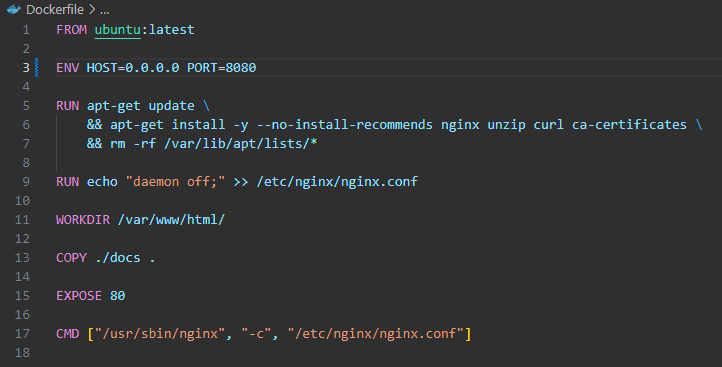 Dockerfile > ...
1 FROM ubuntu:latest
2
3 ENV HOST=0.0.0.0 PORT=8080
4
5 RUN apt-get update \
6 && apt-get install -y --no-install-recommends nginx unzip curl ca-certificates \
7 && rm -rf /var/lib/apt/lists/*
8
9 RUN echo "daemon off;" >> /etc/nginx/nginx.conf
10
11 WORKDIR /var/www/html/
12
13 COPY ./docs .
14
15 EXPOSE 80
16
17 CMD ["/usr/sbin/nginx", "-c", "/etc/nginx/nginx.conf"]
18